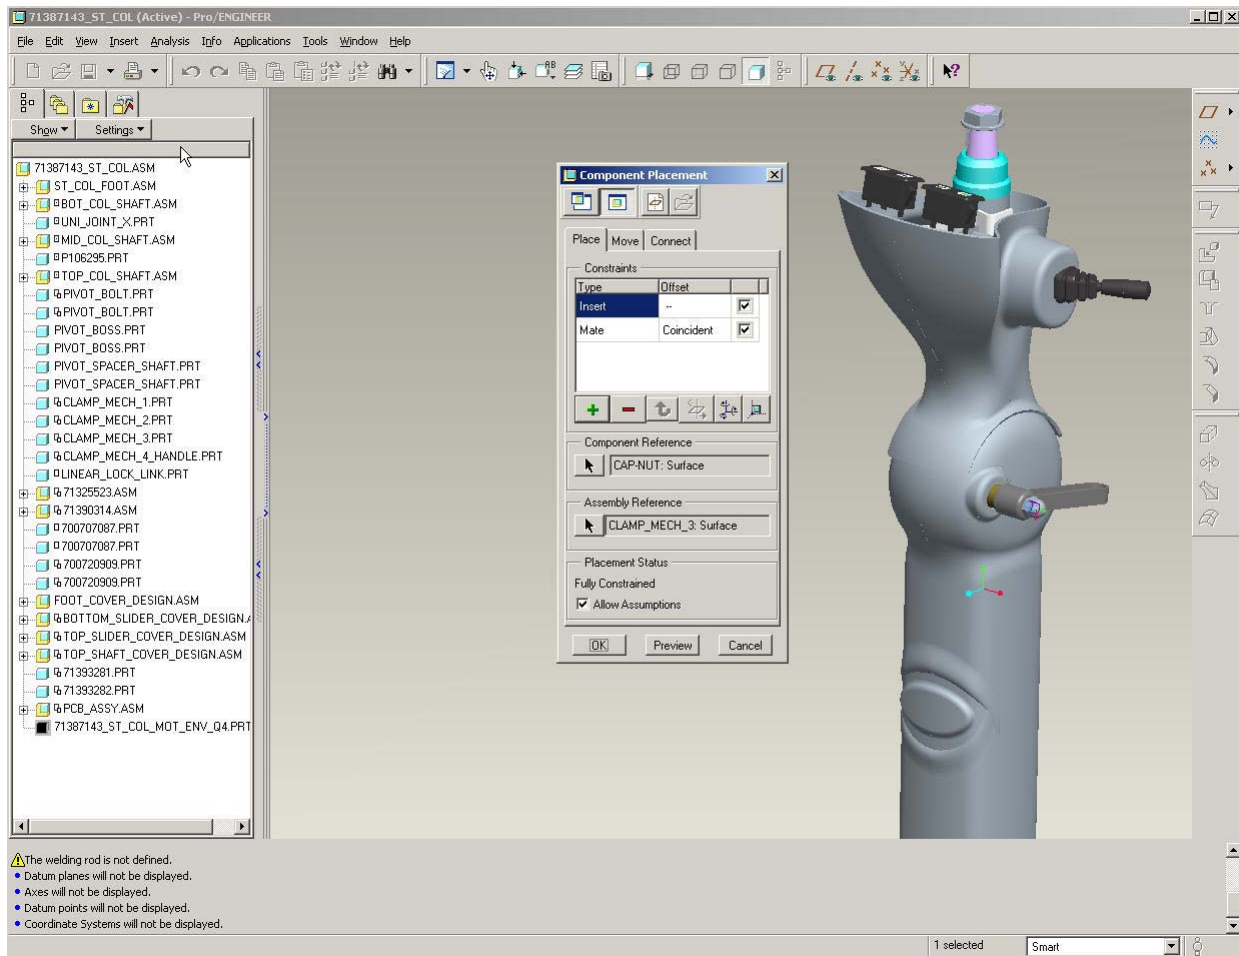 71387143_ST_COL (Active) - Pro/ENGINEER
File Edit View Insert Analysis Info Applications Tools Window Help
Show Settings
71387143_ST_COL.ASM
ST_COL_FOOT.ASM
BOT_COL_SHAFT.ASM
UNI_JOINT_X.PRT
MID_COL_SHAFT.ASM
P106295.PRT
TOP_COL_SHAFT.ASM
PIVOT_BOLT.PRT
PIVOT_BOLT.PRT
PIVOT_BOSS.PRT
PIVOT_BOSS.PRT
PIVOT_SPACER_SHAFT.PRT
PIVOT_SPACER_SHAFT.PRT
CLAMP_MECH_1.PRT
CLAMP_MECH_2.PRT
CLAMP_MECH_3.PRT
CLAMP_MECH_4_HANDLE.PRT
LINEAR_LOCK_LINK.PRT
71325523.ASM
71390314.ASM
700707087.PRT
700707087.PRT
700720909.PRT
700720909.PRT
FOOT_COVER_DESIGN.ASM
BOTTOM_SLIDER_COVER_DESIGN.A
TOP_SLIDER_COVER_DESIGN.ASM
TOP_SHAFT_COVER_DESIGN.ASM
71393281.PRT
71393282.PRT
PCB_ASSY.ASM
71387143_ST_COL_MOT_ENV_Q4.PRT
Component Placement
Place Move Connect
Constraints
Type Offset
Insert --
Mate Coincident
Component Reference
CAP-NUT: Surface
Assembly Reference
CLAMP_MECH_3: Surface
Placement Status
Fully Constrained
Allow Assumptions
OK Preview Cancel
The welding rod is not defined.
Datum planes will not be displayed.
Axes will not be displayed.
Datum points will not be displayed.
Coordinate Systems will not be displayed.
1 selected Smart